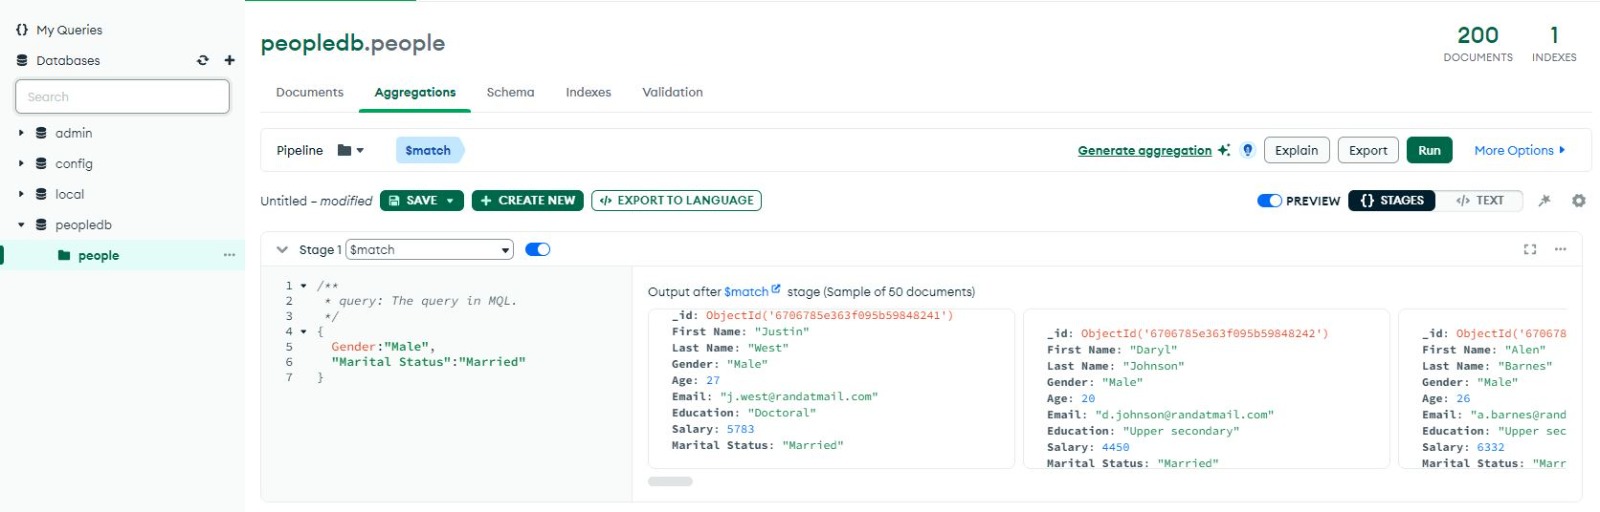 My Queries
Databases
Search
admin
config
local
peopledb
people
peopledb.people
200
DOCUMENTS
1
INDEXES
Documents Aggregations Schema Indexes Validation
Pipeline $match Generate aggregation Explain Export Run More Options
Untitled – modified SAVE + CREATE NEW </> EXPORT TO LANGUAGE PREVIEW {} STAGES </> TEXT
Stage 1 $match
1 /**
2 * query: The query in MQL.
3 */
4 {
5 Gender:"Male",
6 "Marital Status":"Married"
7 }
Output after $match stage (Sample of 50 documents)
_id: ObjectId('6706785e363f095b59848241')
First Name: "Justin"
Last Name: "West"
Gender: "Male"
Age: 27
Email: "j.west@randatmail.com"
Education: "Doctoral"
Salary: 5783
Marital Status: "Married"
_id: ObjectId('6706785e363f095b59848242')
First Name: "Daryl"
Last Name: "Johnson"
Gender: "Male"
Age: 20
Email: "d.johnson@randatmail.com"
Education: "Upper secondary"
Salary: 4450
Marital Status: "Married"
_id: ObjectId('670678
First Name: "Alen"
Last Name: "Barnes"
Gender: "Male"
Age: 26
Email: "a.barnes@rand
Education: "Upper sec
Salary: 6332
Marital Status: "Marr